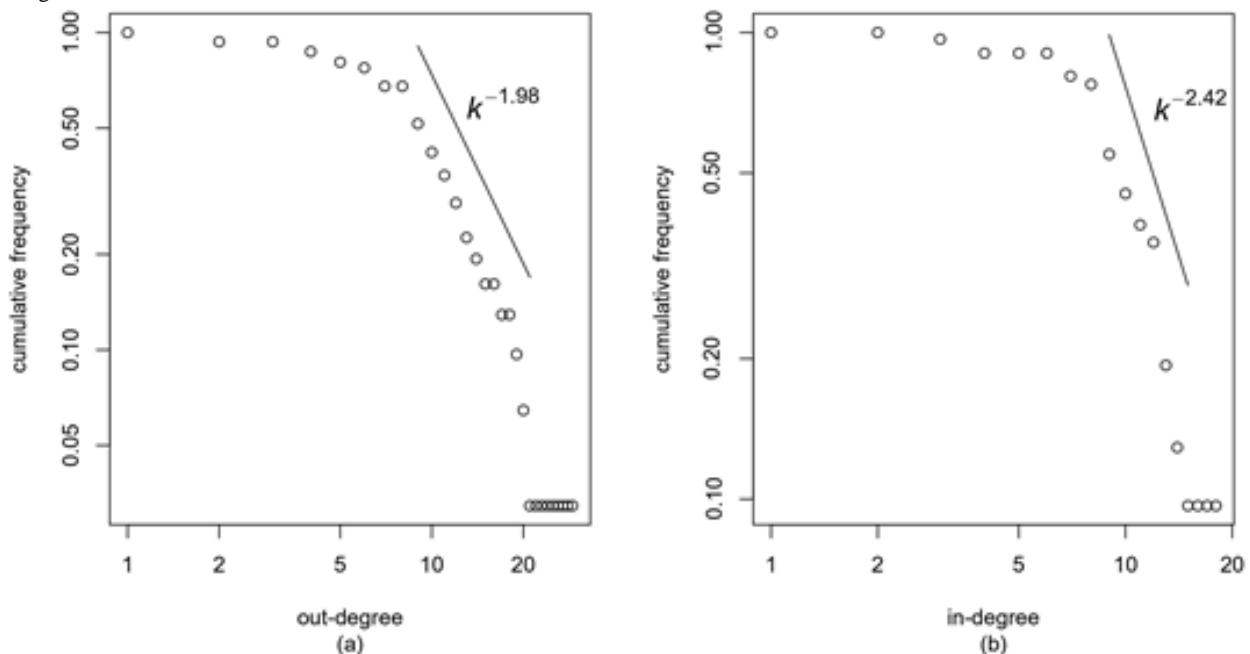 1.00
0.50
0.20
0.10
0.05
cumulative frequency
k^−1.98
1 2 5 10 20
out-degree
(a)
1.00
0.50
0.20
0.10
cumulative frequency
k^−2.42
1 2 5 10 20
in-degree
(b)